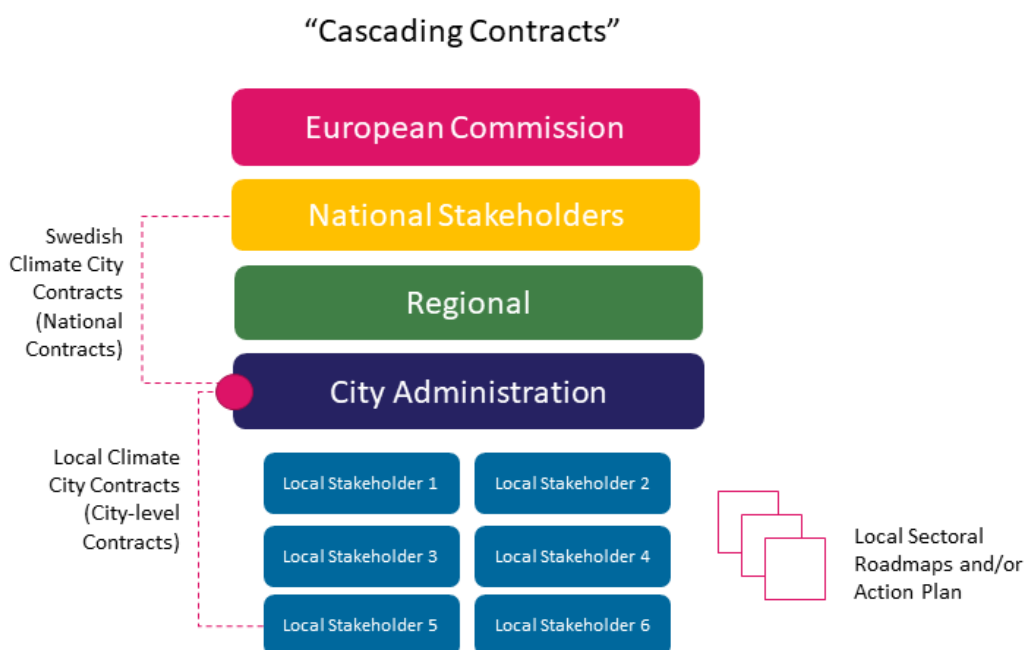 “Cascading Contracts”
European Commission
National Stakeholders
Swedish
Climate City
Contracts
(National
Contracts)
Regional
City Administration
Local Climate
City Contracts
(City-level
Contracts)
Local Stakeholder 1
Local Stakeholder 2
Local Stakeholder 3
Local Stakeholder 4
Local Stakeholder 5
Local Stakeholder 6
Local Sectoral
Roadmaps and/or
Action Plan